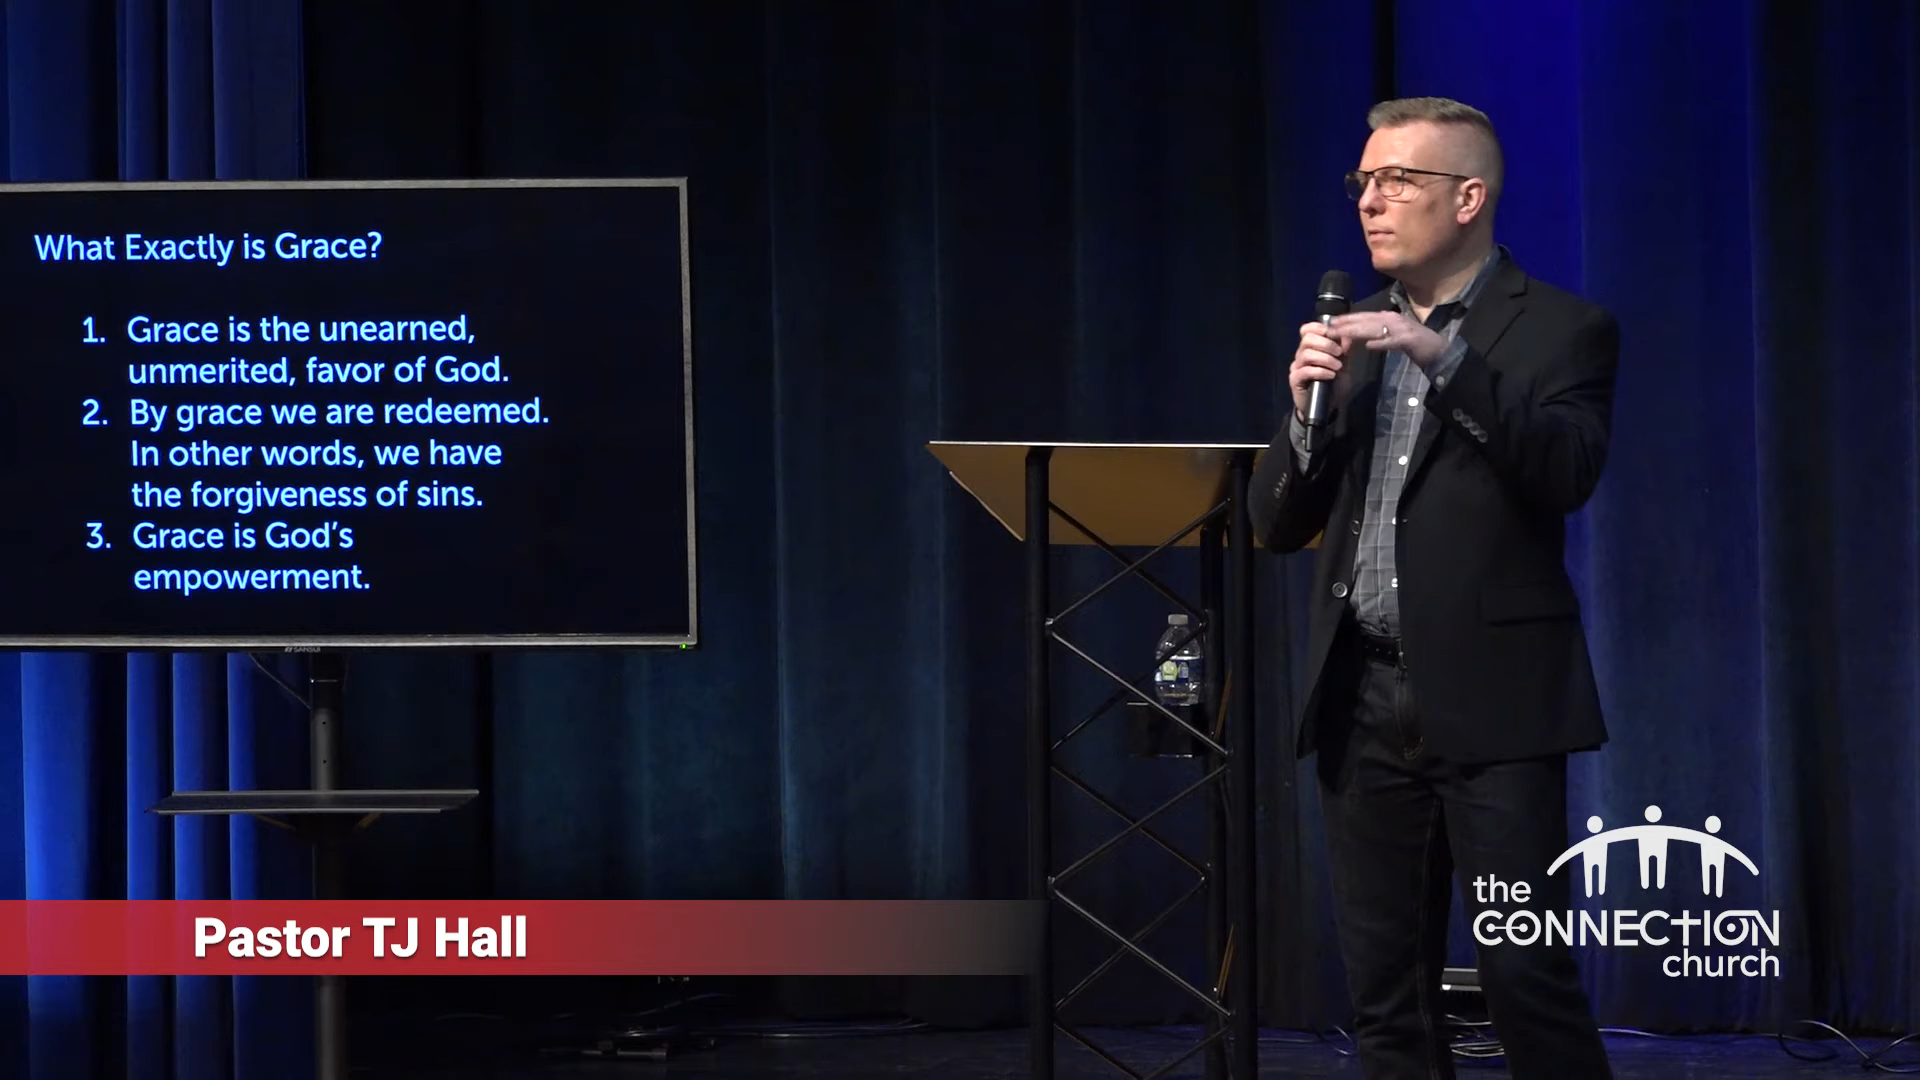 What Exactly is Grace?
1. Grace is the unearned,
unmerited, favor of God.
2. By grace we are redeemed.
In other words, we have
the forgiveness of sins.
3. Grace is God's
empowerment.
SANSUI
Pastor TJ Hall
the
CONNECTION
church